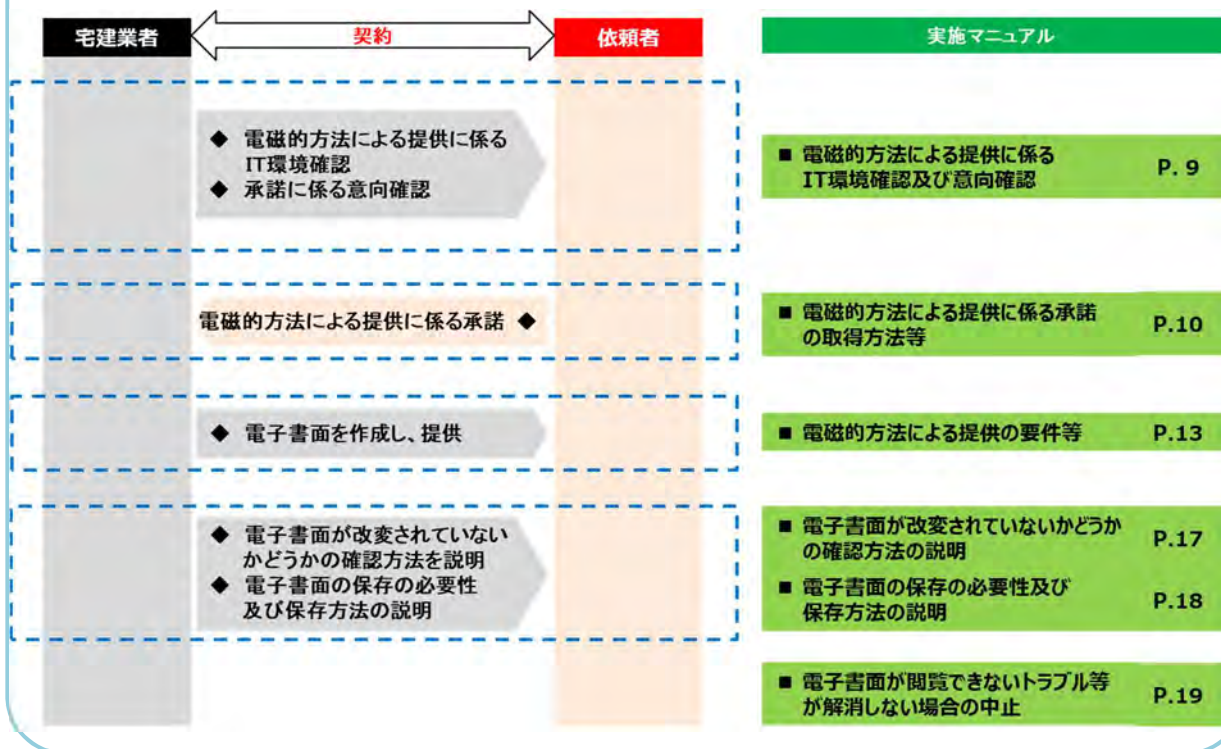 宅建業者
契約
依頼者
実施マニュアル
◆ 電磁的方法による提供に係る
IT環境確認
◆ 承諾に係る意向確認
■ 電磁的方法による提供に係る
IT環境確認及び意向確認
P. 9
電磁的方法による提供に係る承諾 ◆
■ 電磁的方法による提供に係る承諾
の取得方法等
P.10
◆ 電子書面を作成し、提供
■ 電磁的方法による提供の要件等
P.13
◆ 電子書面が改変されていない
かどうかの確認方法を説明
◆ 電子書面の保存の必要性
及び保存方法の説明
■ 電子書面が改変されていないかどうか
の確認方法の説明
P.17
■ 電子書面の保存の必要性及び
保存方法の説明
P.18
■ 電子書面が閲覧できないトラブル等
が解消しない場合の中止
P.19